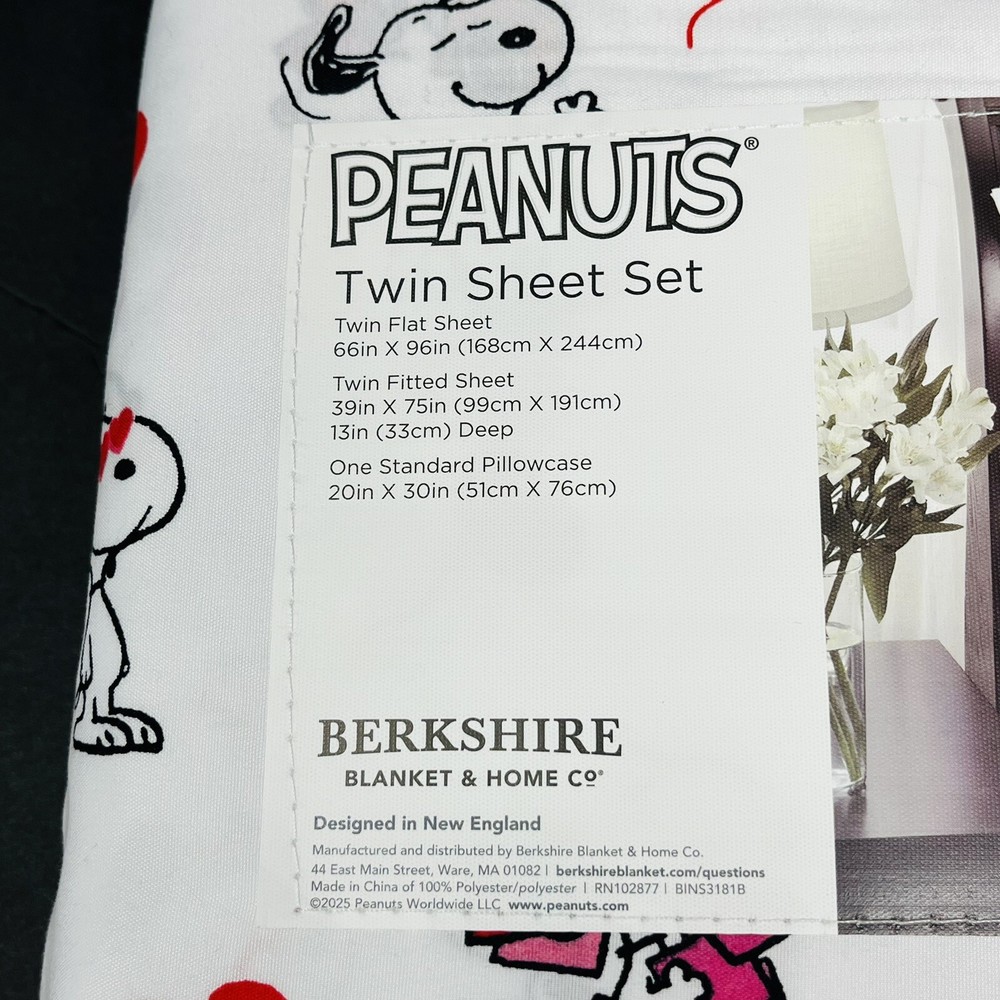 PEANUTS®
Twin Sheet Set
Twin Flat Sheet
66in X 96in (168cm X 244cm)
Twin Fitted Sheet
39in X 75in (99cm X 191cm)
13in (33cm) Deep
One Standard Pillowcase
20in X 30in (51cm X 76cm)
BERKSHIRE
BLANKET & HOME Cº®
Designed in New England
Manufactured and distributed by Berkshire Blanket & Home Co.
44 East Main Street, Ware, MA 01082 | berkshireblanket.com/questions
Made in China of 100% Polyester/polyester | RN102877 | BINS3181B
©2025 Peanuts Worldwide LLC www.peanuts.com